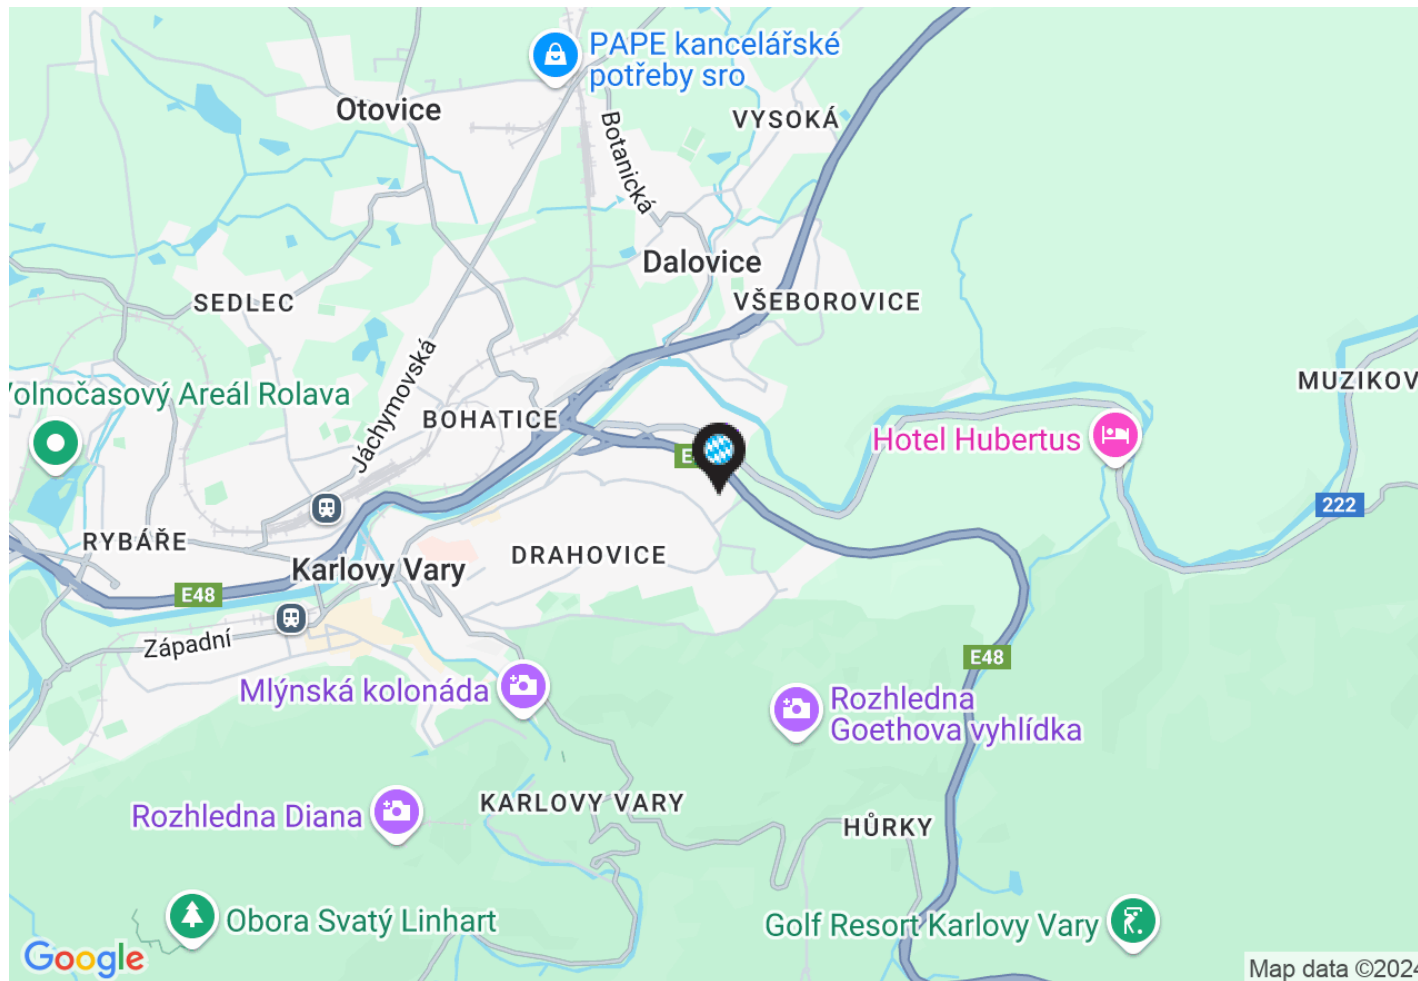 PAPE kancelářské
potřeby sro
Otovice
VYSOKÁ
Botanická
Dalovice
SEDLEC
VŠEBOROVICE
Jáchymovská
MUZIKOV
olnočasový Areál Rolava
BOHATICE
Hotel Hubertus
E
222
RYBÁŘE
DRAHOVICE
Karlovy Vary
E48
Západní
E48
Mlýnská kolonáda
Rozhledna
Goethova vyhlídka
KARLOVY VARY
Rozhledna Diana
HŮRKY
Obora Svatý Linhart
Golf Resort Karlovy Vary
Google
Map data ©2024